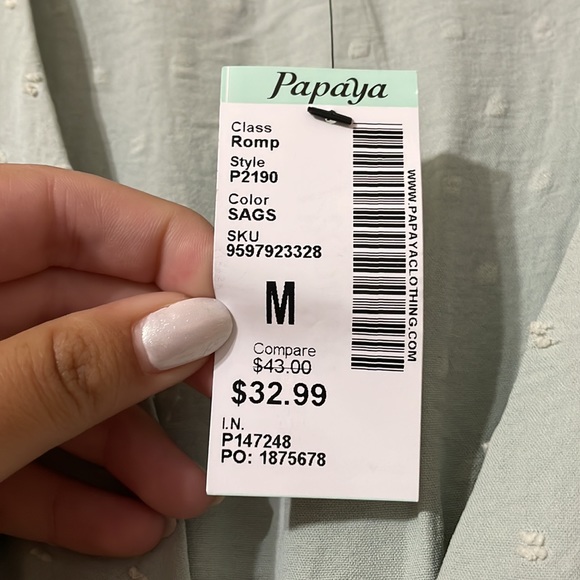 Papaya
Class
Romp
Style
P2190
Color
SAGS
SKU
9597923328
M
Compare
$43.00
$32.99
I.N.
P147248
PO: 1875678
WWW.PAPAYACLOTHING.COM